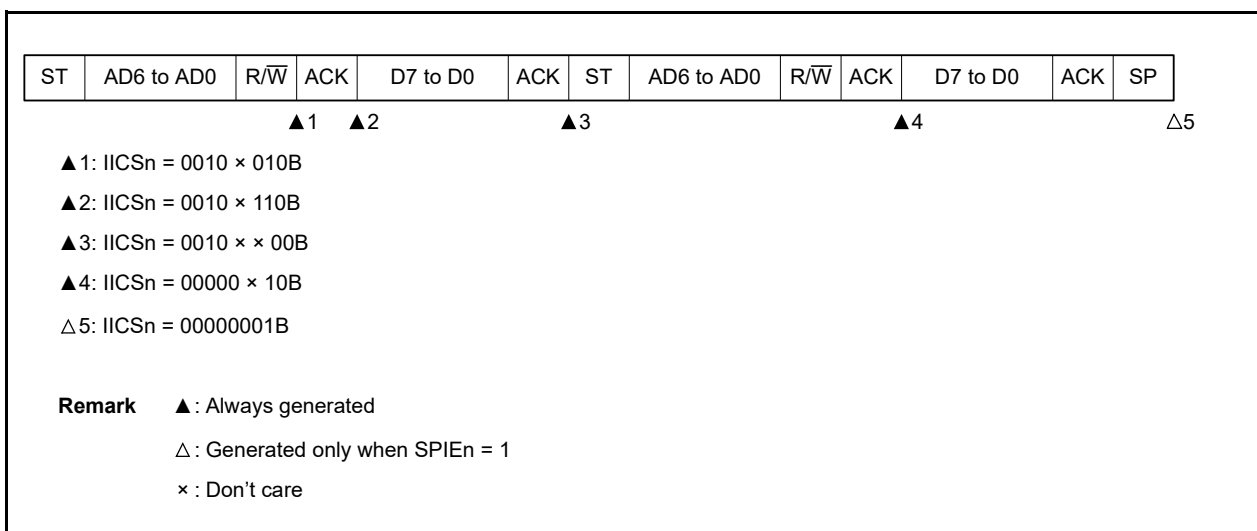 ST AD6 to AD0 R/W̅ ACK D7 to D0 ACK ST AD6 to AD0 R/W̅ ACK D7 to D0 ACK SP
▲1 ▲2 ▲3 ▲4 △5
▲1: IICSn = 0010 × 010B
▲2: IICSn = 0010 × 110B
▲3: IICSn = 0010 × × 00B
▲4: IICSn = 00000 × 10B
△5: IICSn = 00000001B
Remark ▲: Always generated
△: Generated only when SPIEn = 1
×: Don't care